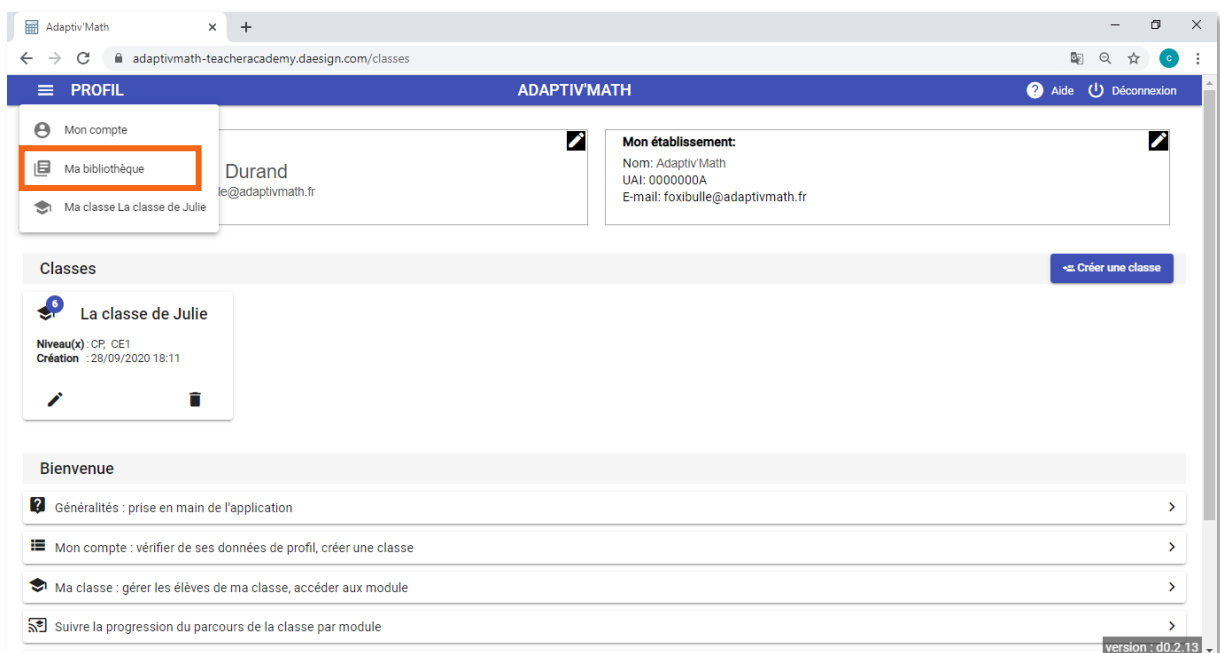 Adaptiv'Math
adaptivmath-teacheracademy.daesign.com/classes
C
PROFIL
ADAPTIV'MATH
? Aide
Déconnexion
Mon compte
Ma bibliothèque
Ma classe La classe de Julie
Durand
le@adaptivmath.fr
Mon établissement:
Nom: Adaptiv'Math
UAI: 0000000A
E-mail: foxibulle@adaptivmath.fr
Classes
Créer une classe
6
La classe de Julie
Niveau(x) : CP, CE1
Création : 28/09/2020 18:11
Bienvenue
? Généralités : prise en main de l'application
Mon compte : vérifier de ses données de profil, créer une classe
Ma classe : gérer les élèves de ma classe, accéder aux module
Suivre la progression du parcours de la classe par module
version : d0.2.13